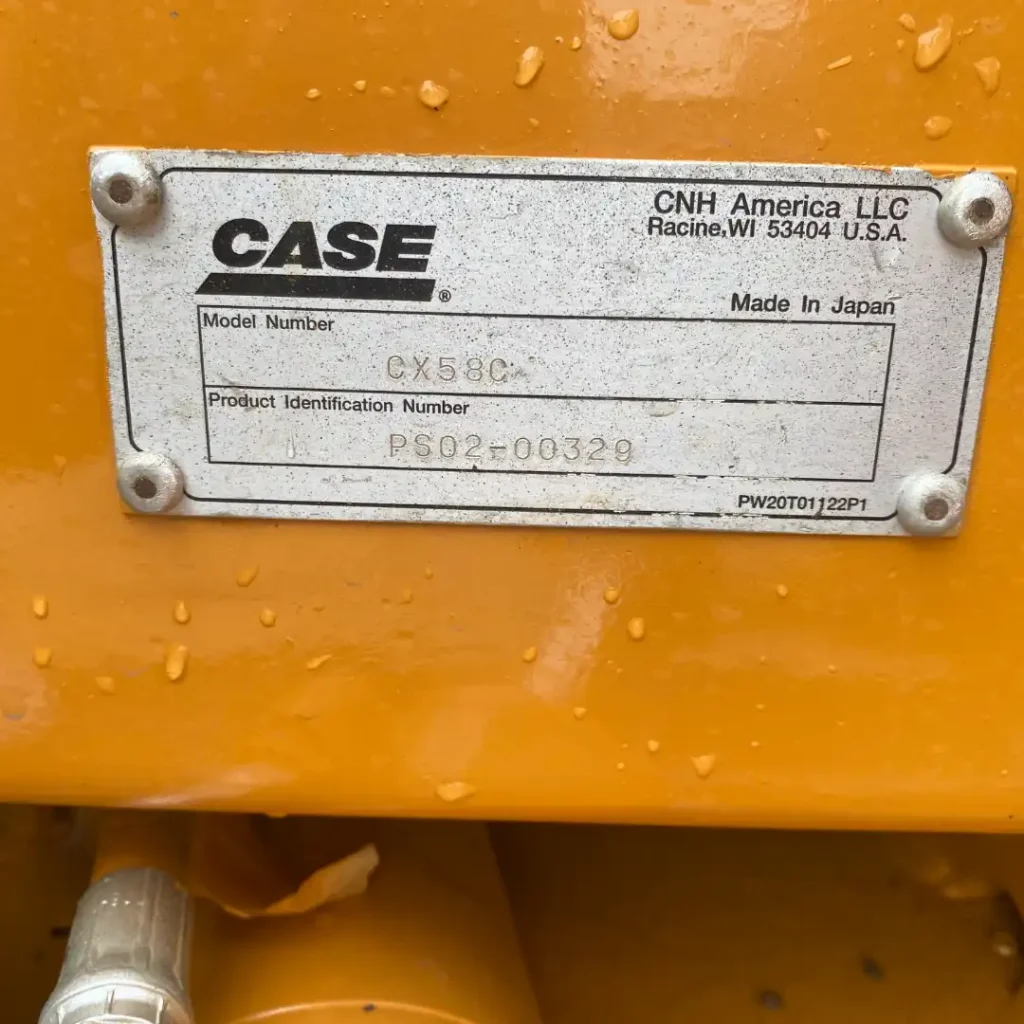 CNH America LLC
Racine,WI 53404 U.S.A.
CASE®
Made In Japan
Model Number
CX58C
Product Identification Number
PS02-00329
PW20T01122P1